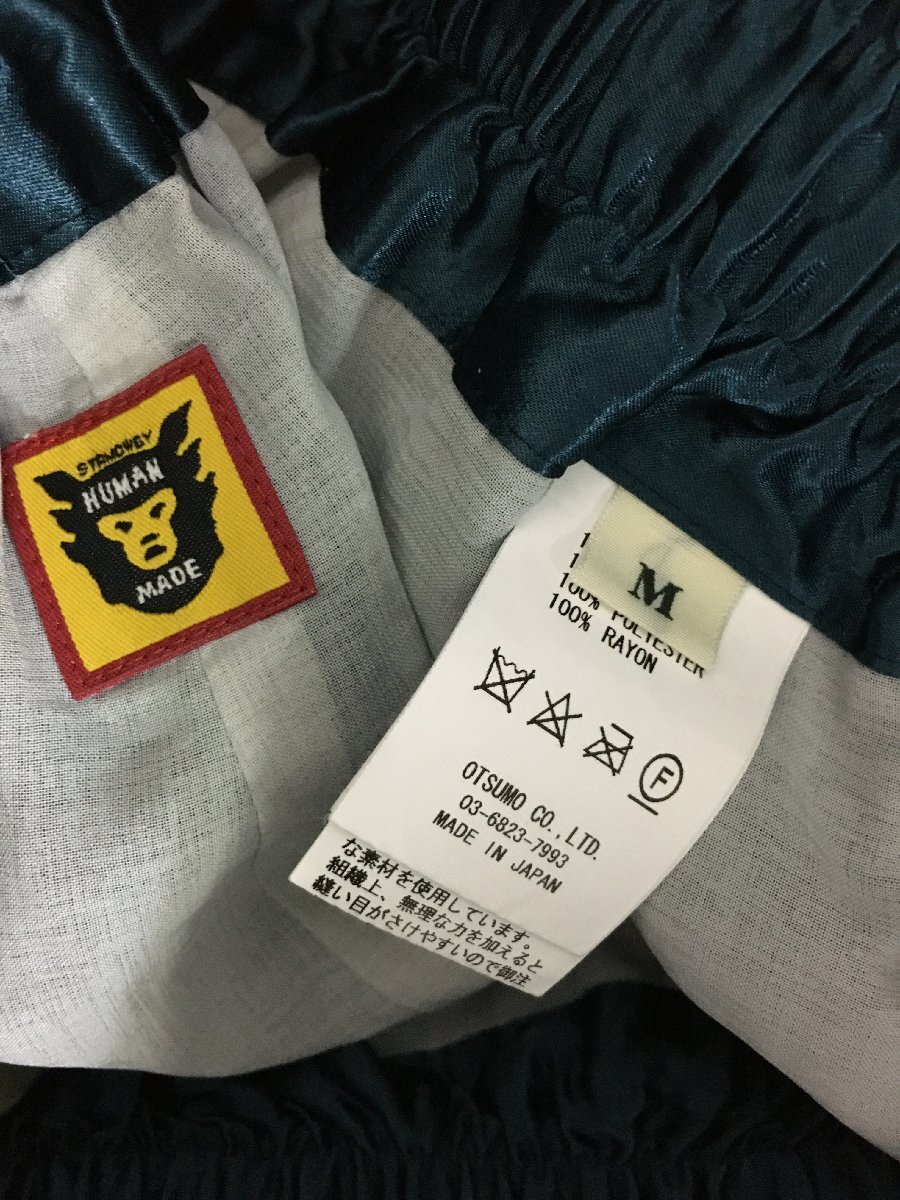 STRMCWBY
HUMAN
MADE
M
100% POLYESTER
100% RAYON
F
OTSUMO CO.,LTD.
03-6823-7993
MADE IN JAPAN
な素材を使用しています。
組織上、無理な力を加えると
縫い目がさけやすいので御注